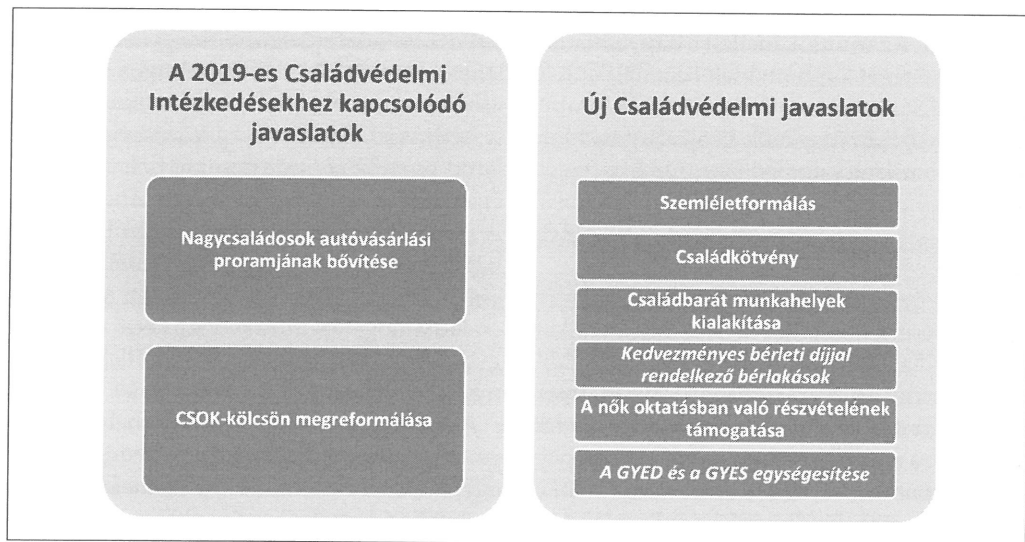 A 2019-es Családvédelmi
Intézkedésekhez kapcsolódó
javaslatok
Nagycsaládosok autóvásárlási
proramjának bővítése
CSOK-kölcsön megreformálása
Új Családvédelmi javaslatok
Szemléletformálás
Családkötvény
Családbarát munkahelyek
kialakítása
Kedvezményes bérleti díjjal
rendelkező bérlakások
A nők oktatásban való részvételének
támogatása
A GYED és a GYES egységesítése